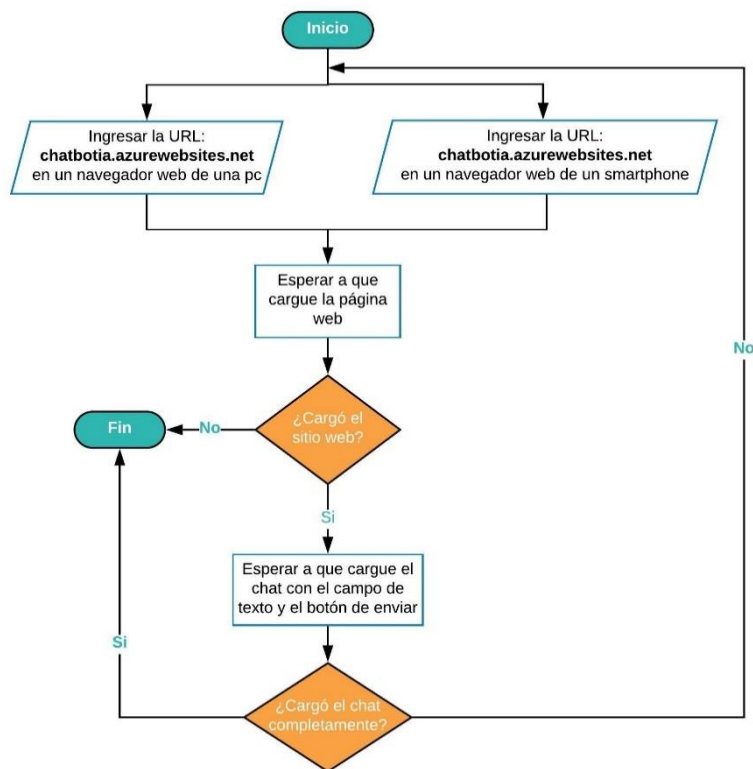 Inicio
Ingresar la URL:
chatbotia.azurewebsites.net
en un navegador web de una pc
Ingresar la URL:
chatbotia.azurewebsites.net
en un navegador web de un smartphone
Esperar a que
cargue la página
web
No
¿Cargó el
sitio web?
No
Fin
Si
Esperar a que cargue el
chat con el campo de
texto y el botón de enviar
Si
¿Cargó el chat
completamente?